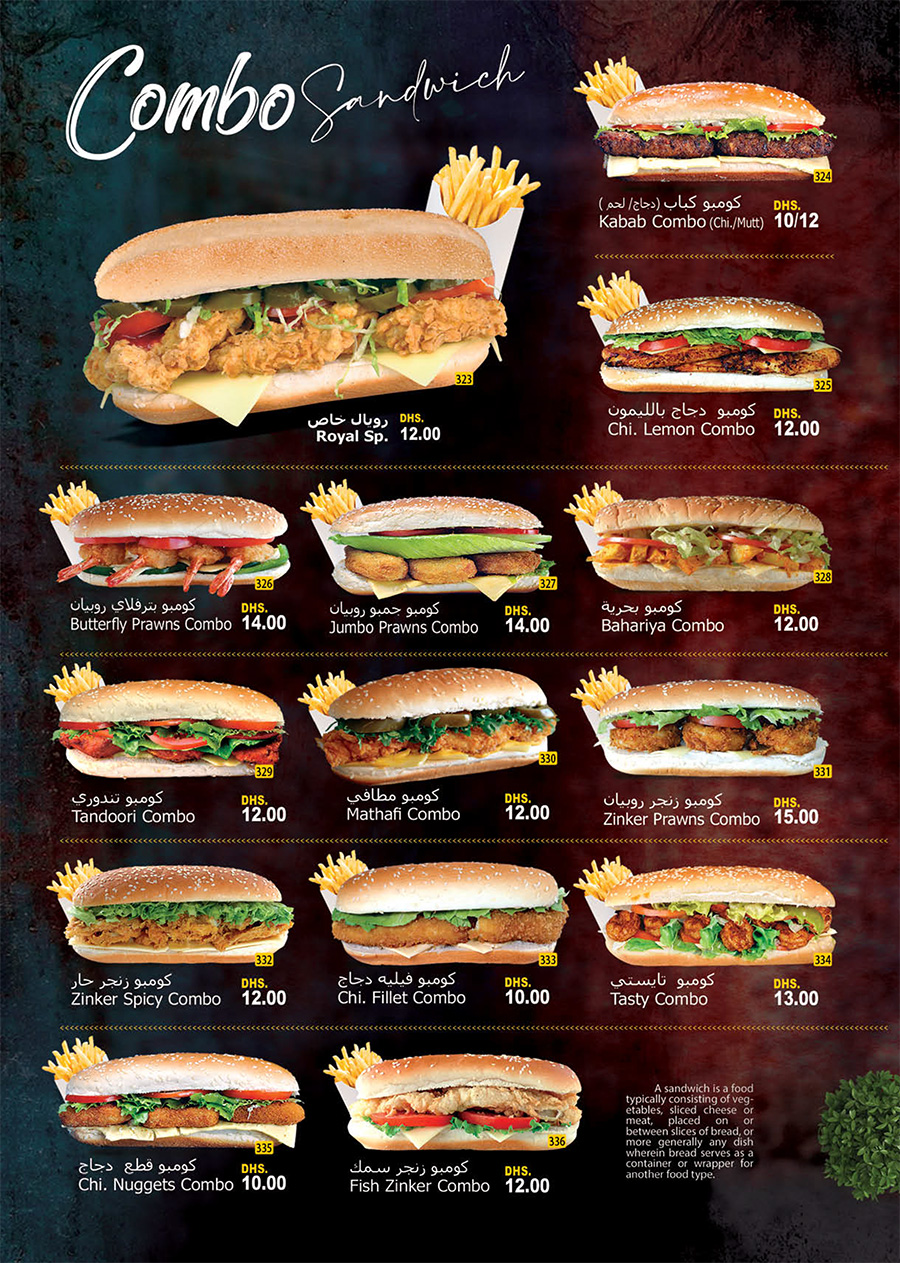 Combo Sandwich
323
روبال خاص DHS.
Royal Sp. 12.00
324
كومبو كباب (دجاج/ لحم ) DHS.
Kabab Combo (Chi./Mutt) 10/12
325
كومبو دجاج بالليمون DHS.
Chi. Lemon Combo 12.00
326
كومبو بترفلاي روبيان DHS.
Butterfly Prawns Combo 14.00
327
كومبو جمبو روبيان DHS.
Jumbo Prawns Combo 14.00
328
كومبو بحرية DHS.
Bahariya Combo 12.00
329
كومبو تندوري DHS.
Tandoori Combo 12.00
330
كومبو مطافي DHS.
Mathafi Combo 12.00
331
كومبو زنجر روبيان DHS.
Zinker Prawns Combo 15.00
332
كومبو زنجر حار DHS.
Zinker Spicy Combo 12.00
333
كومبو فيليه دجاج DHS.
Chi. Fillet Combo 10.00
334
كومبو تايستي DHS.
Tasty Combo 13.00
335
كومبو قطع دجاج DHS.
Chi. Nuggets Combo 10.00
336
كومبو زنجر سمك DHS.
Fish Zinker Combo 12.00
A sandwich is a food
typically consisting of veg-
etables, sliced cheese or
meat, placed on or
between slices of bread, or
more generally any dish
wherein bread serves as a
container or wrapper for
another food type.